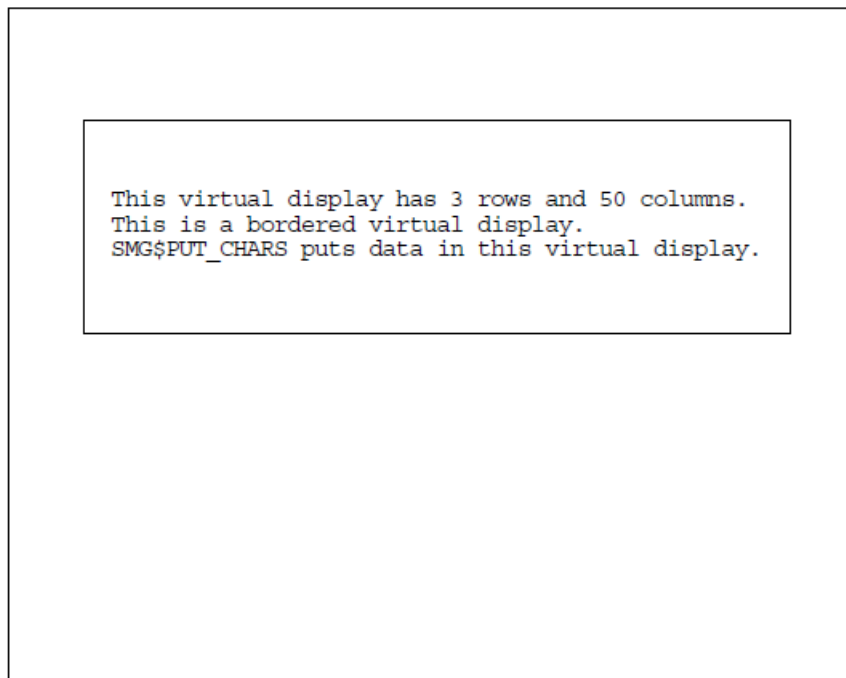 This virtual display has 3 rows and 50 columns.
This is a bordered virtual display.
SMG$PUT_CHARS puts data in this virtual display.